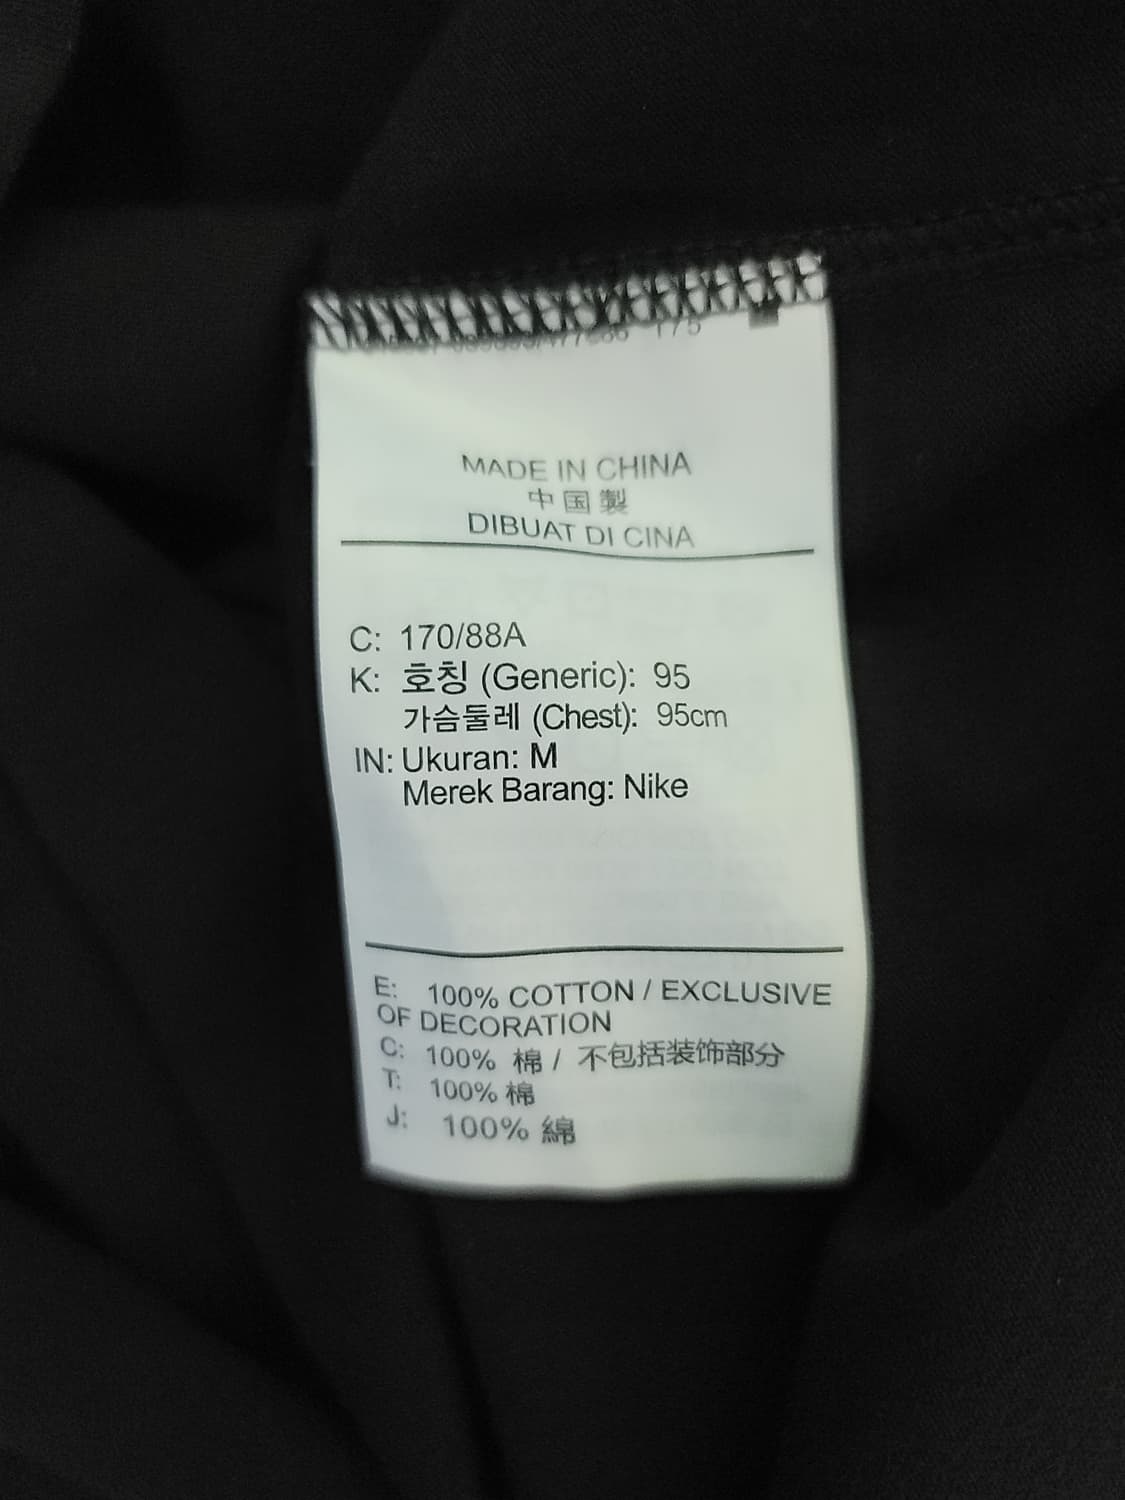 175
MADE IN CHINA
中国製
DIBUAT DI CINA
C: 170/88A
K: 호칭 (Generic): 95
가슴둘레 (Chest): 95cm
IN: Ukuran: M
Merek Barang: Nike
E: 100% COTTON / EXCLUSIVE
OF DECORATION
C: 100% 棉 / 不包括装饰部分
T: 100% 棉
J: 100% 綿